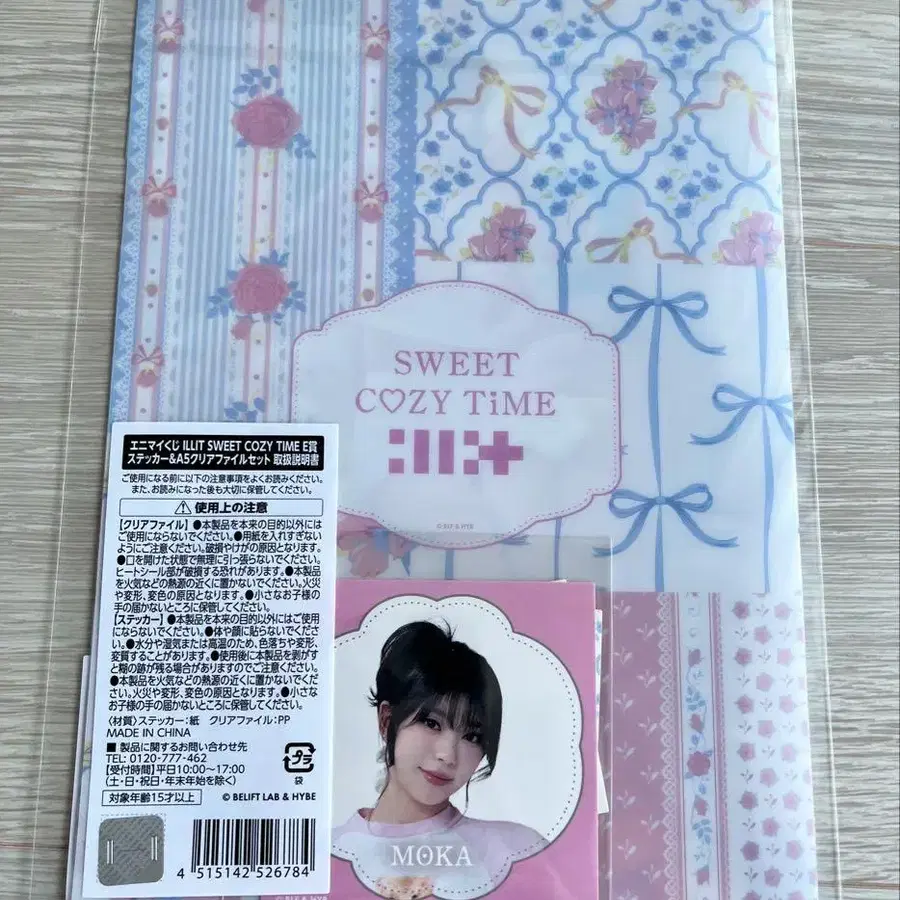 SWEET
C♡ZY TiME
:ILLIT
© BELIFT LAB & HYBE
エニマイくじ ILLIT SWEET COZY TIME E賞
ステッカー&A5クリアファイルセット 取扱説明書
ご使用になる前に以下の注意事項をよくお読みください。
また、お読みになった後も大切に保管してください。
⚠ 使用上の注意
【クリアファイル】●本製品を本来の目的以外には
ご使用にならないでください。●用紙を入れすぎない
ようにご注意ください。破損やけがの原因となります。
●口を開けた状態で無理に引っ張らないでください。
ヒートシール部が破損する恐れがあります。●本製品
を火気などの熱源の近くに置かないでください。火災
や変形、変色の原因となります。●小さなお子様の
手の届かないところに保管してください。
【ステッカー】●本製品を本来の目的以外にはご使用
にならないでください。●体や顔に貼らないでください。
●水分や湿気または高温のため、色落ちや変形、
変質することがあります。●使用後に本製品を剥がす
と糊の跡が残る場合がありますのでご注意ください。
●本製品を火気などの熱源の近くに置かないでくださ
い。火災や変形、変色の原因となります。●小さな
お子様の手の届かないところに保管してください。
〈材質〉ステッカー:紙 クリアファイル:PP
MADE IN CHINA
■ 製品に関するお問い合わせ先
TEL: 0120-777-462
【受付時間】平日10:00～17:00
(土・日・祝日・年末年始を除く)
プラ
袋
対象年齢15才以上
© BELIFT LAB & HYBE
4 515142 526784
MOKA
© BELIFT LAB & HYBE